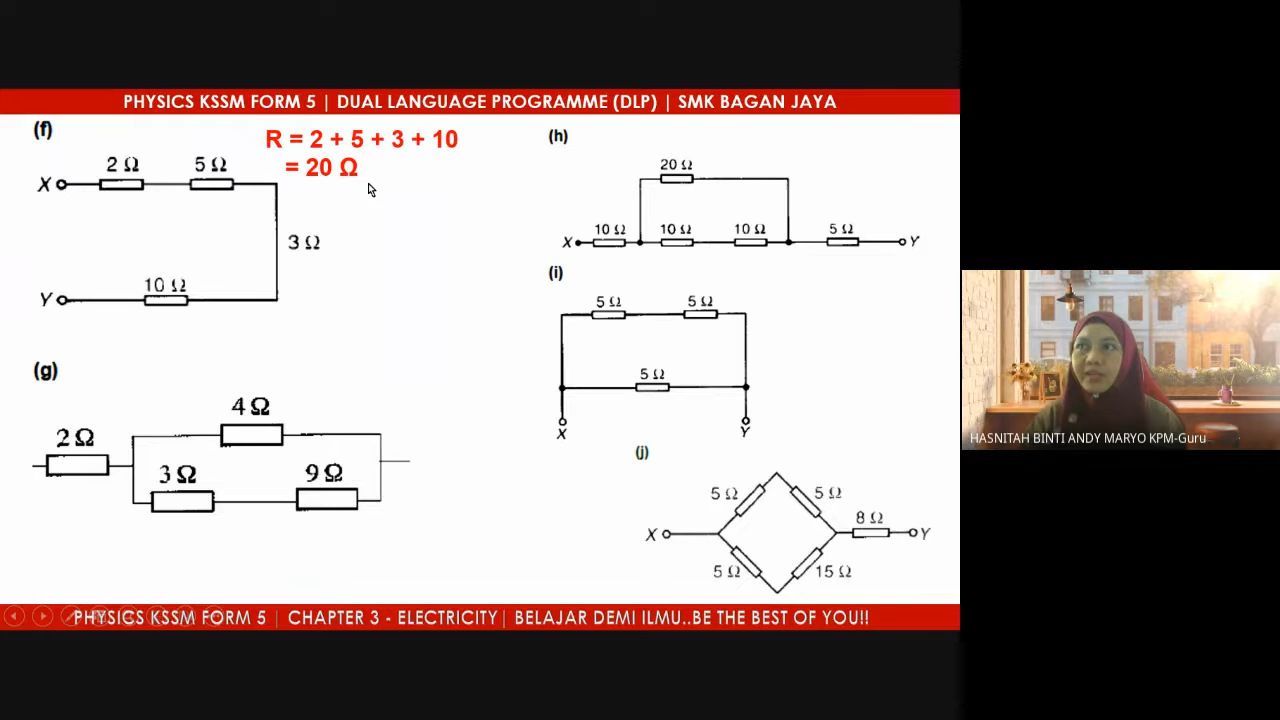 PHYSICS KSSM FORM 5 | DUAL LANGUAGE PROGRAMME (DLP) | SMK BAGAN JAYA
(f)
R = 2 + 5 + 3 + 10
= 20 Ω
2 Ω
5 Ω
X
3 Ω
10 Ω
Y
(g)
4 Ω
2 Ω
3 Ω
9 Ω
(h)
20 Ω
10 Ω
10 Ω
10 Ω
5 Ω
X
Y
(i)
5 Ω
5 Ω
5 Ω
X
Y
(j)
5 Ω
5 Ω
8 Ω
X
Y
5 Ω
15 Ω
HASNITAH BINTI ANDY MARYO KPM-Guru
PHYSICS KSSM FORM 5 | CHAPTER 3 - ELECTRICITY | BELAJAR DEMI ILMU..BE THE BEST OF YOU!!